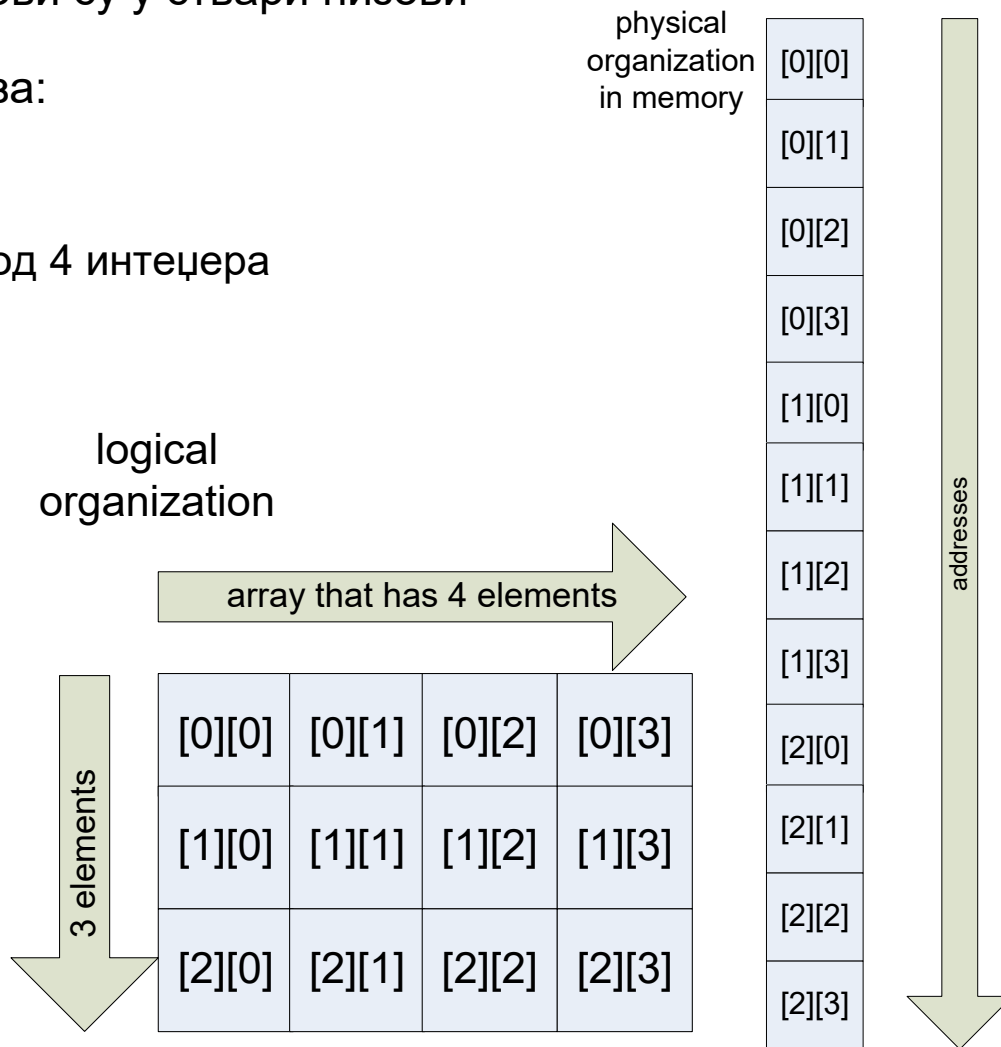 су у ствари низови
physical
organization
in memory
од 4 интеџера
logical
organization
array that has 4 elements
3 elements
[0][0] [0][1] [0][2] [0][3]
[1][0] [1][1] [1][2] [1][3]
[2][0] [2][1] [2][2] [2][3]
[0][0]
[0][1]
[0][2]
[0][3]
[1][0]
[1][1]
[1][2]
[1][3]
[2][0]
[2][1]
[2][2]
[2][3]
addresses